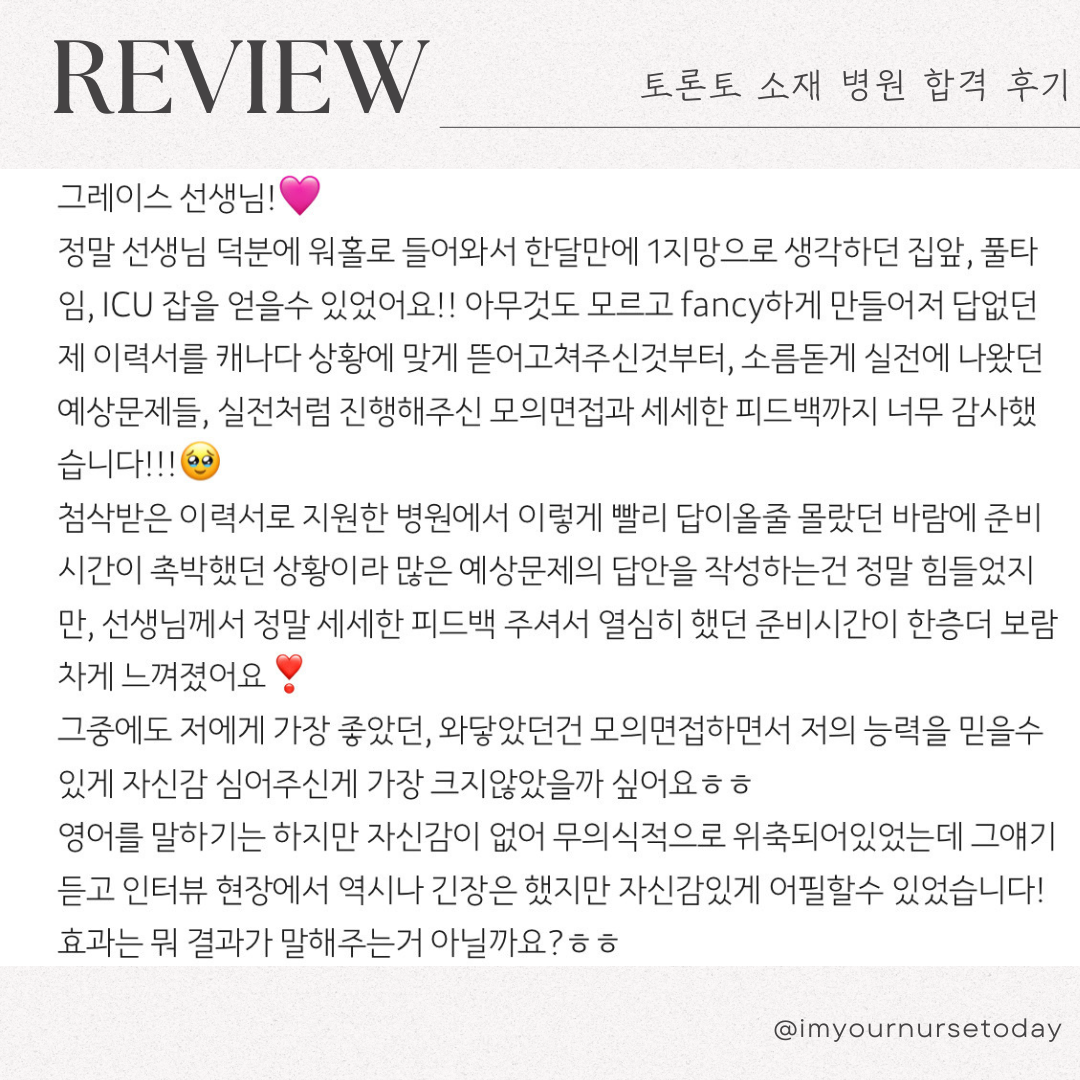 REVIEW
토론토 소재 병원 합격 후기
그레이스 선생님!🩷
정말 선생님 덕분에 워홀로 들어와서 한달만에 1지망으로 생각하던 집앞, 풀타
임, ICU 잡을 얻을수 있었어요!! 아무것도 모르고 fancy하게 만들어저 답없던
제 이력서를 캐나다 상황에 맞게 뜯어고쳐주신것부터, 소름돋게 실전에 나왔던
예상문제들, 실전처럼 진행해주신 모의면접과 세세한 피드백까지 너무 감사했
습니다!!!🥹
첨삭받은 이력서로 지원한 병원에서 이렇게 빨리 답이올줄 몰랐던 바람에 준비
시간이 촉박했던 상황이라 많은 예상문제의 답안을 작성하는건 정말 힘들었지
만, 선생님께서 정말 세세한 피드백 주셔서 열심히 했던 준비시간이 한층더 보람
차게 느껴졌어요 ❣️
그중에도 저에게 가장 좋았던, 와닿았던건 모의면접하면서 저의 능력을 믿을수
있게 자신감 심어주신게 가장 크지않았을까 싶어요ㅎㅎ
영어를 말하기는 하지만 자신감이 없어 무의식적으로 위축되어있었는데 그얘기
듣고 인터뷰 현장에서 역시나 긴장은 했지만 자신감있게 어필할수 있었습니다!
효과는 뭐 결과가 말해주는거 아닐까요?ㅎㅎ
@imyournursetoday